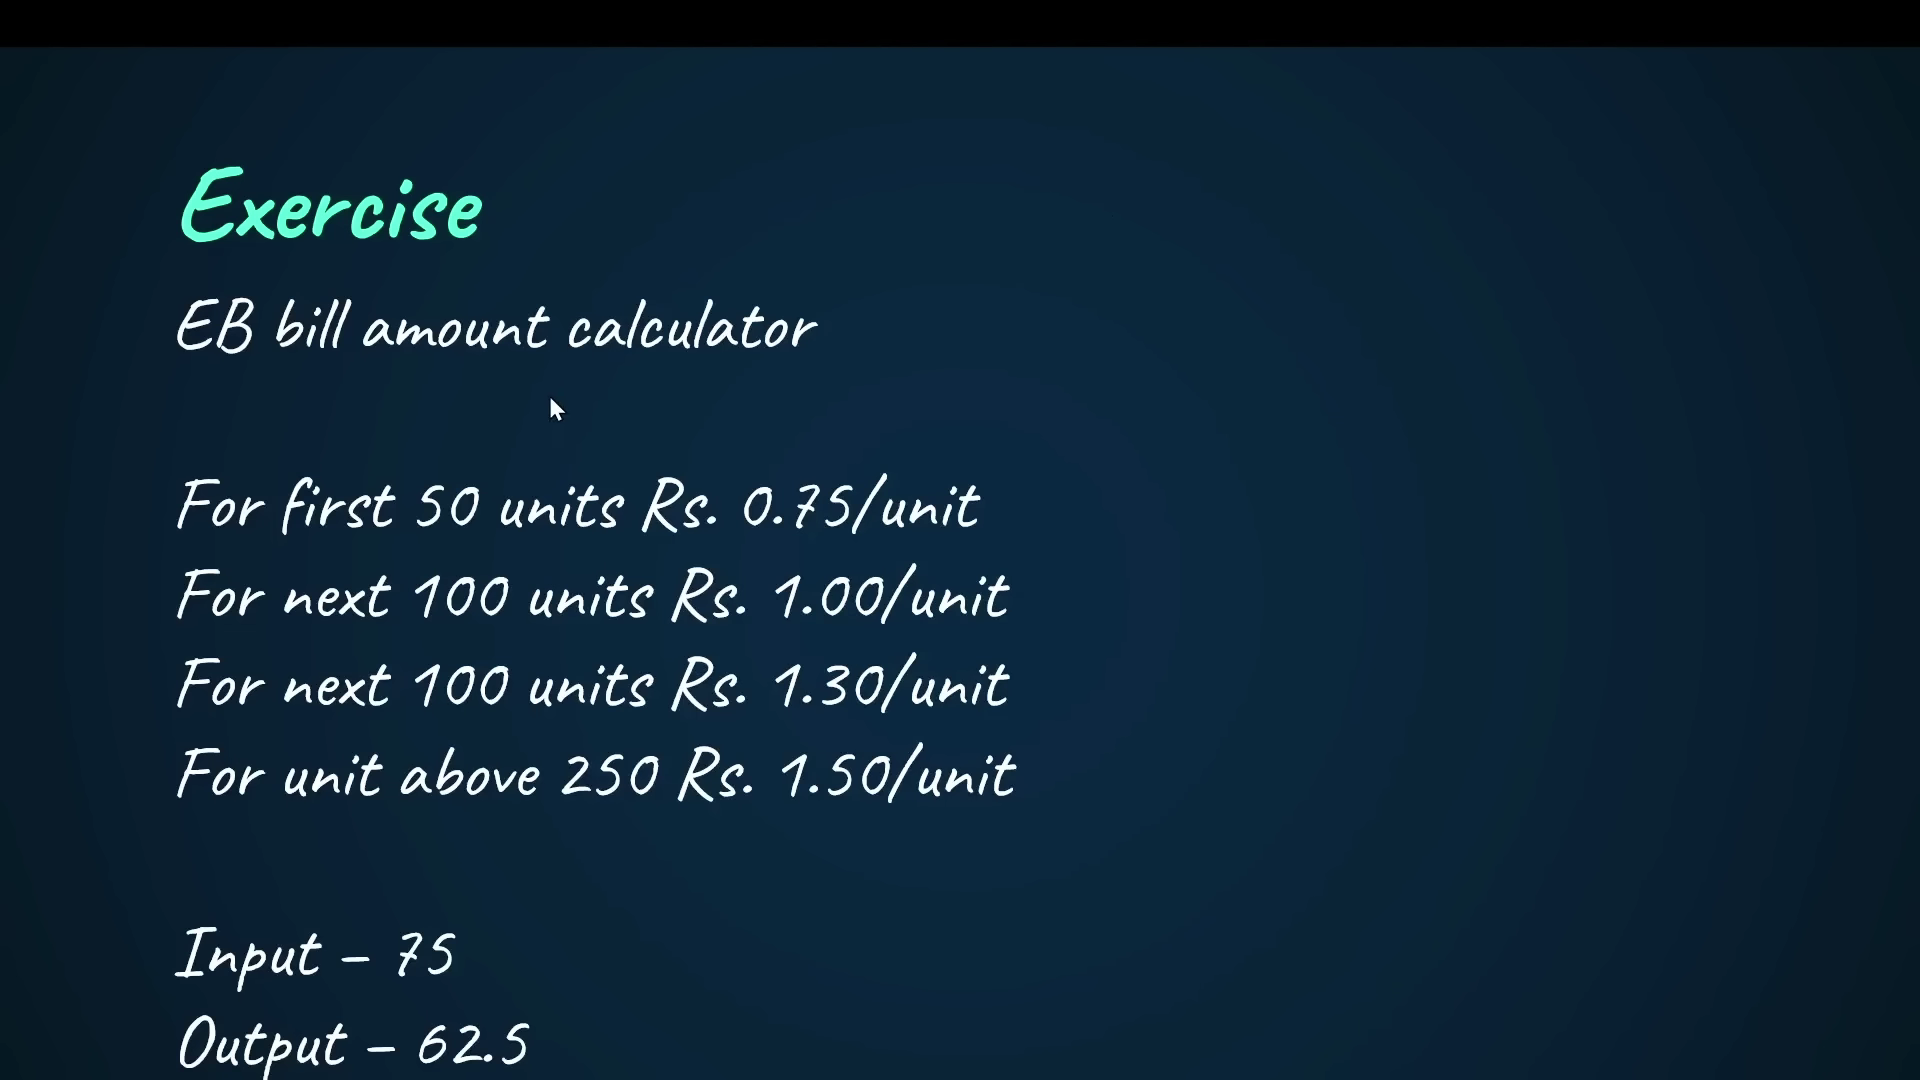 Exercise
EB bill amount calculator
For first 50 units Rs. 0.75/unit
For next 100 units Rs. 1.00/unit
For next 100 units Rs. 1.30/unit
For unit above 250 Rs. 1.50/unit
Input – 75
Output – 62.5